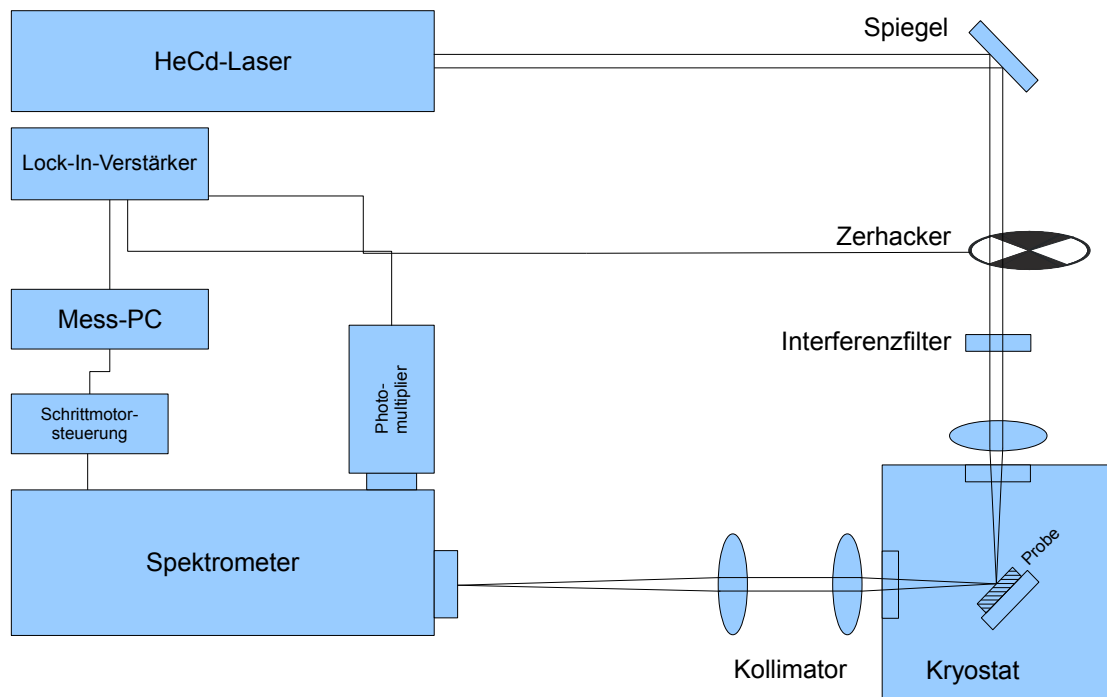 HeCd-Laser
Spiegel
Lock-In-Verstärker
Zerhacker
Mess-PC
Interferenzfilter
Photo-
multiplier
Schrittmotor-
steuerung
Spektrometer
Probe
Kollimator
Kryostat